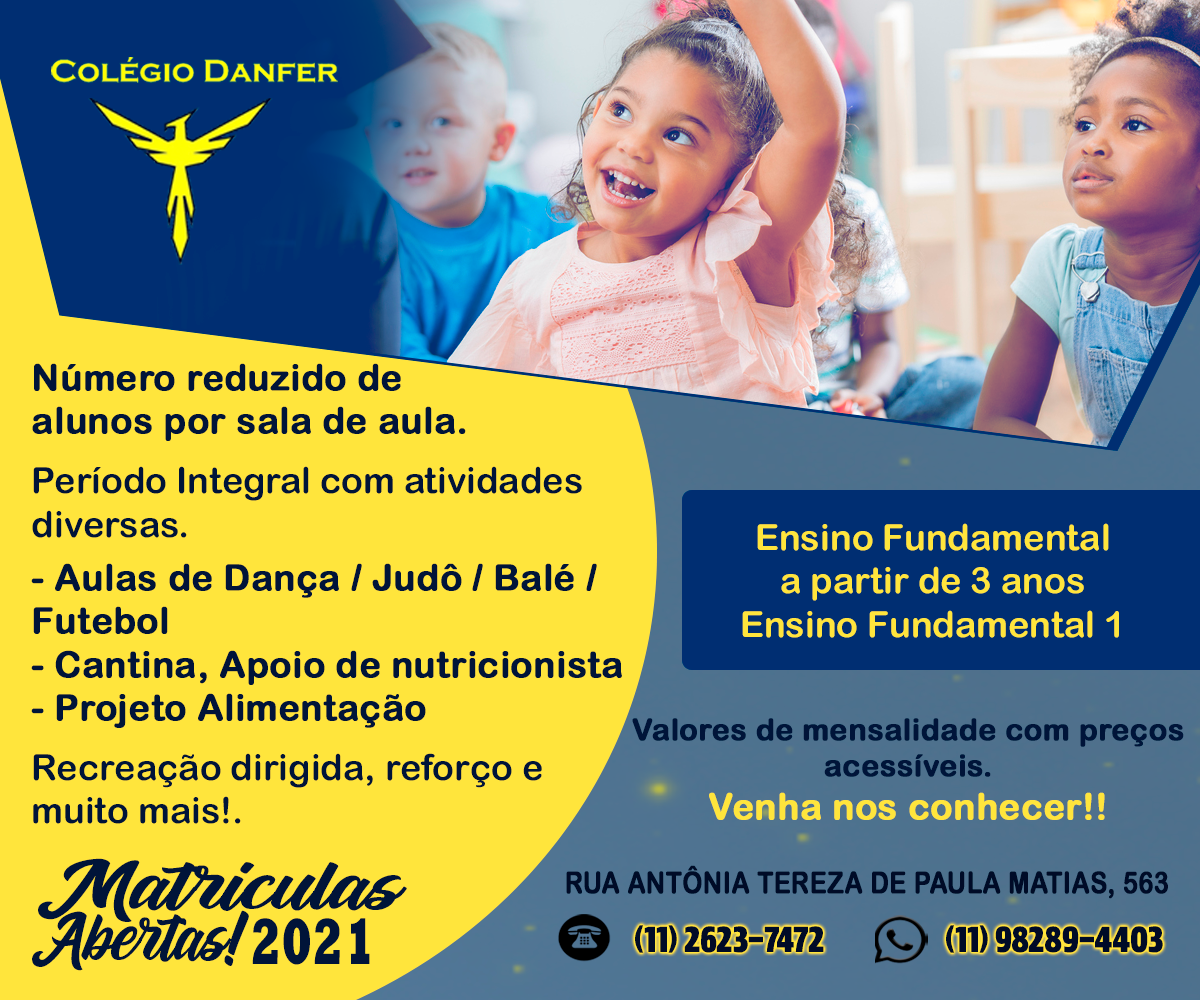 COLÉGIO DANFER
Número reduzido de
alunos por sala de aula.
Período Integral com atividades
diversas.
- Aulas de Dança / Judô / Balé /
Futebol
- Cantina, Apoio de nutricionista
- Projeto Alimentação
Recreação dirigida, reforço e
muito mais!.
Matrículas
Abertas! 2021
Ensino Fundamental
a partir de 3 anos
Ensino Fundamental 1
Valores de mensalidade com preços
acessíveis.
Venha nos conhecer!!
RUA ANTÔNIA TEREZA DE PAULA MATIAS, 563
(11) 2623-7472
(11) 98289-4403